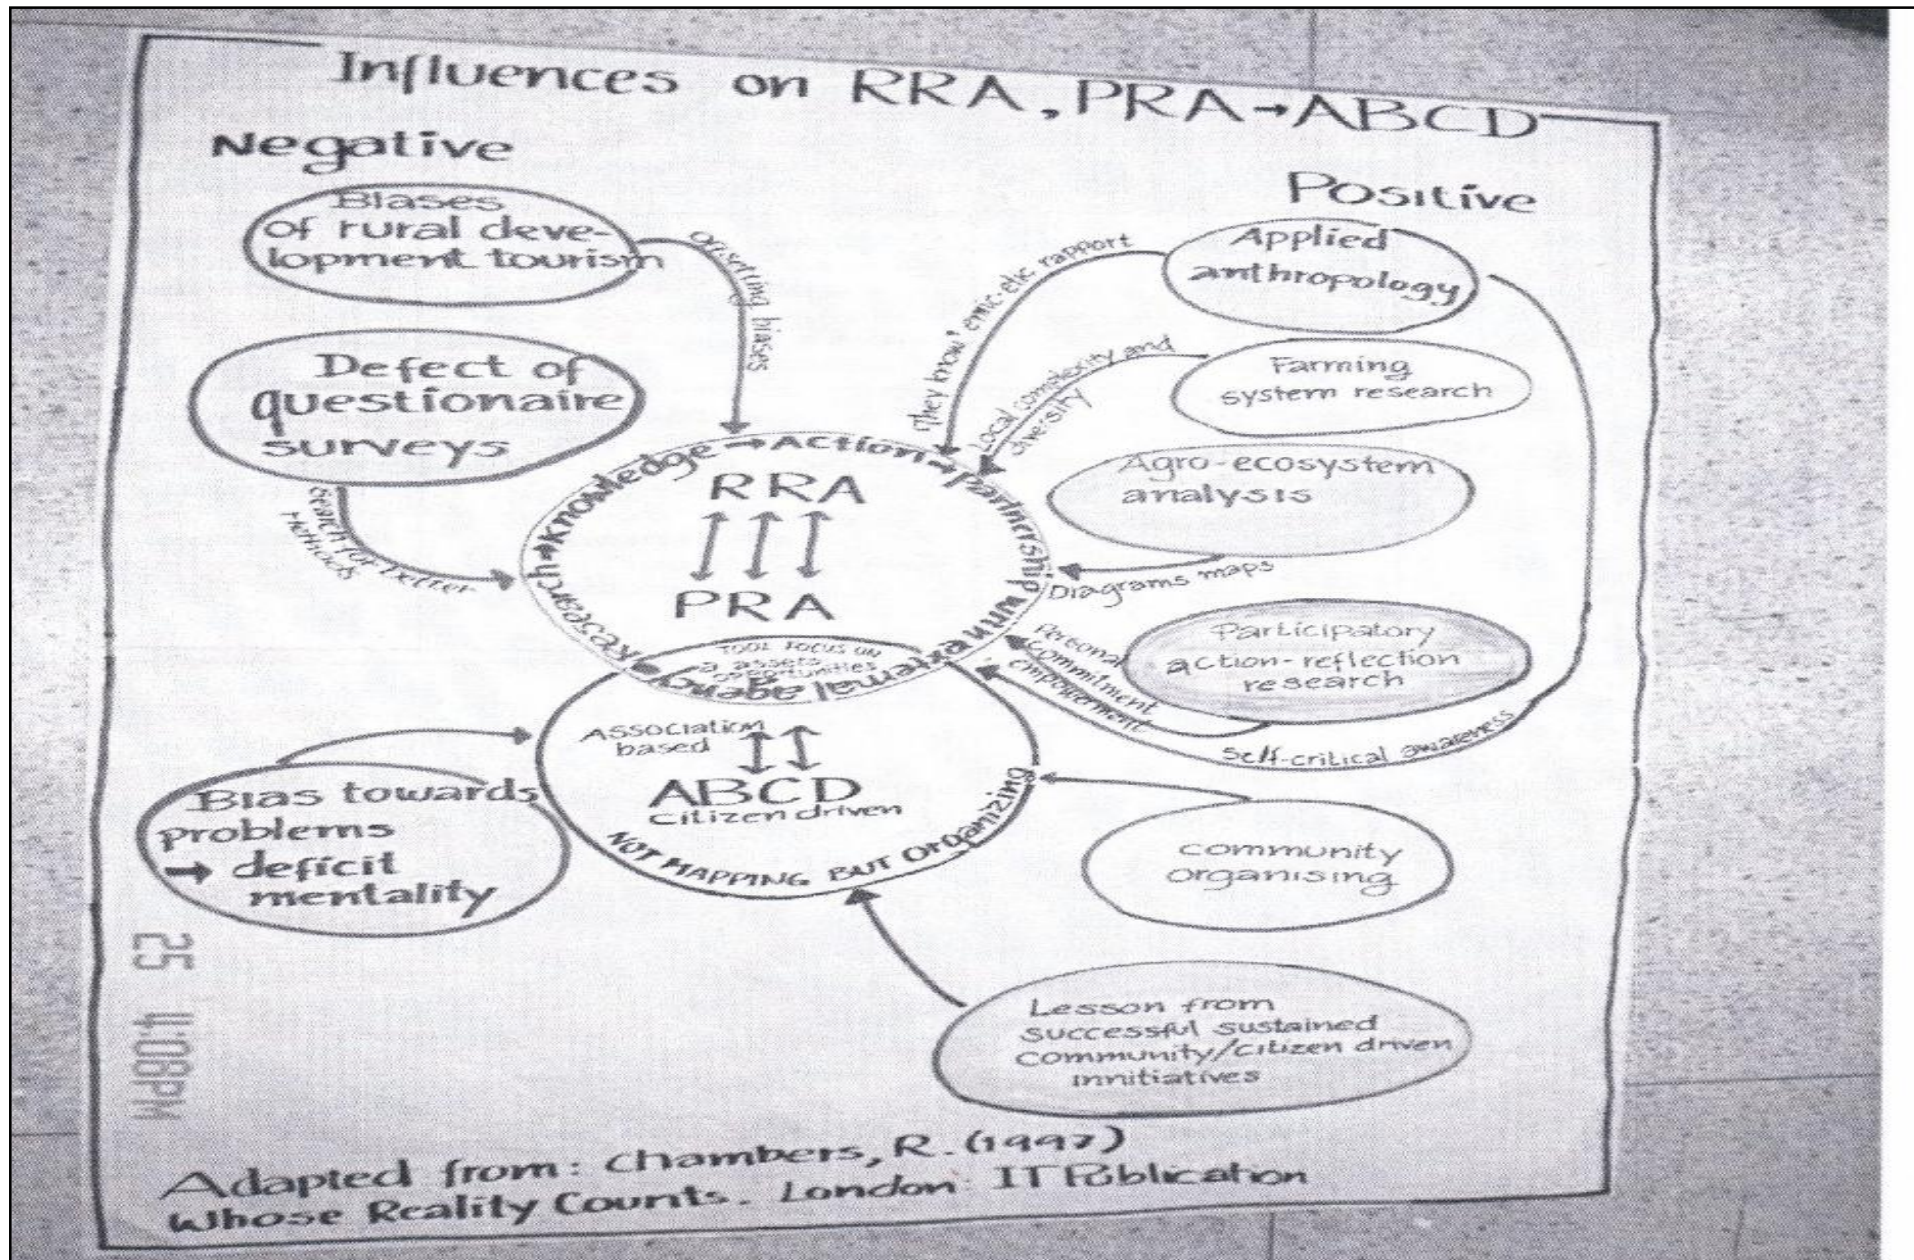 Influences on RRA, PRA→ABCD
Negative
Biases
of rural deve-
lopment tourism
Defect of
questionaire
surveys
Search for better
methods
Bias towards
problems
→ deficit
mentality
biases
Positive
Applied
anthropology
'They know' emic-etic rapport
Farming
system research
Local complexity and
diversity
Agro-ecosystem
analysis
Diagrams maps
Participatory
action-reflection
research
commitment
empowerment
Self-critical awareness
community
organising
Lesson from
successful sustained
community/citizen driven
innitiatives
Research→Knowledge→Action→Partnership with external agency
RRA
PRA
TOOL FOCUS ON
assets
opportunities
Association
based
ABCD
Citizen driven
NOT MAPPING BUT Organizing
25 4:08PM
Adapted from: Chambers, R. (1997)
Whose Reality Counts. London: IT Publication